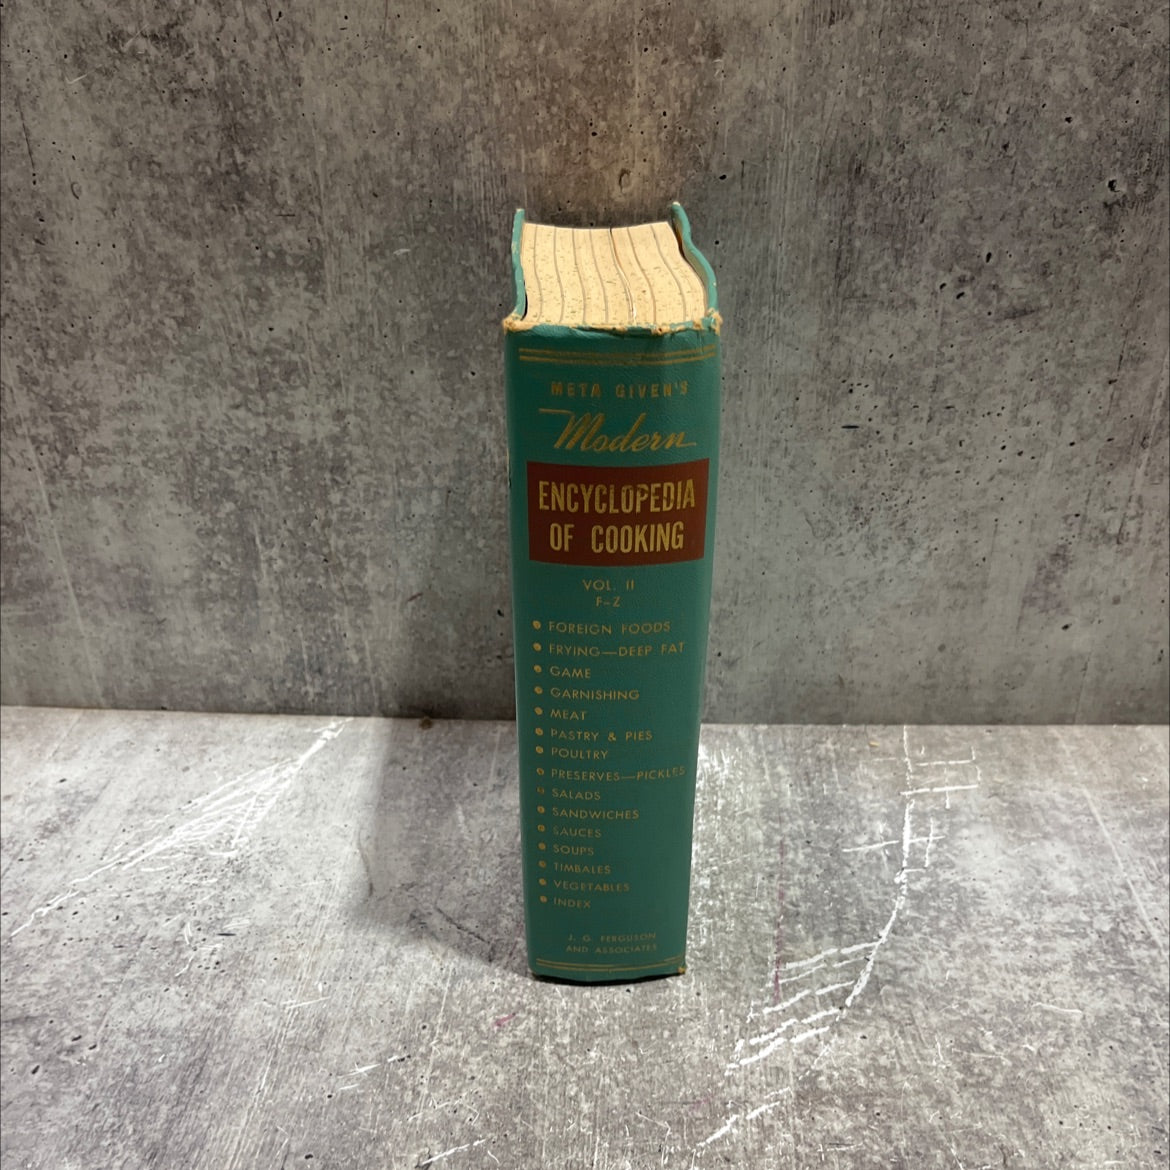 META GIVEN'S
Modern
ENCYCLOPEDIA
OF COOKING
VOL. II
F-Z
• FOREIGN FOODS
• FRYING—DEEP FAT
• GAME
• GARNISHING
• MEAT
• PASTRY & PIES
• POULTRY
• PRESERVES—PICKLES
• SALADS
• SANDWICHES
• SAUCES
• SOUPS
• TIMBALES
• VEGETABLES
• INDEX
J. G. FERGUSON
AND ASSOCIATES